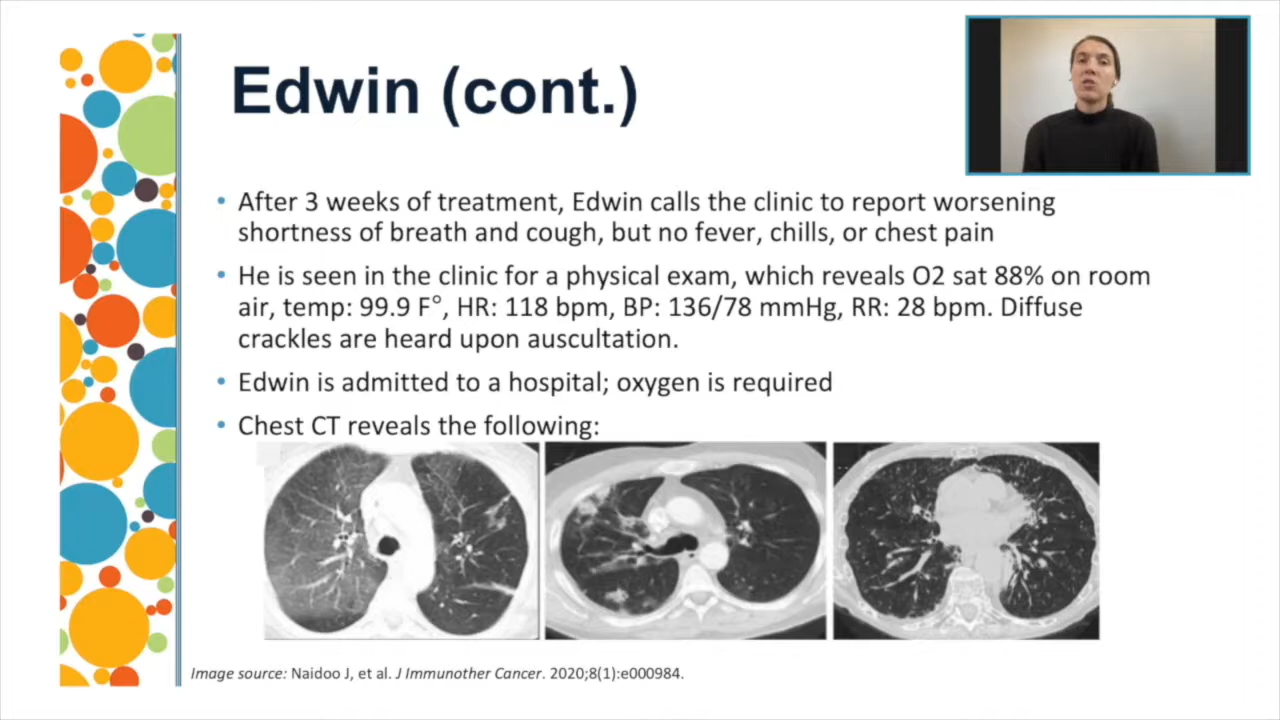 Edwin (cont.)
• After 3 weeks of treatment, Edwin calls the clinic to report worsening
shortness of breath and cough, but no fever, chills, or chest pain
• He is seen in the clinic for a physical exam, which reveals O2 sat 88% on room
air, temp: 99.9 F°, HR: 118 bpm, BP: 136/78 mmHg, RR: 28 bpm. Diffuse
crackles are heard upon auscultation.
• Edwin is admitted to a hospital; oxygen is required
• Chest CT reveals the following:
Image source: Naidoo J, et al. J Immunother Cancer. 2020;8(1):e000984.